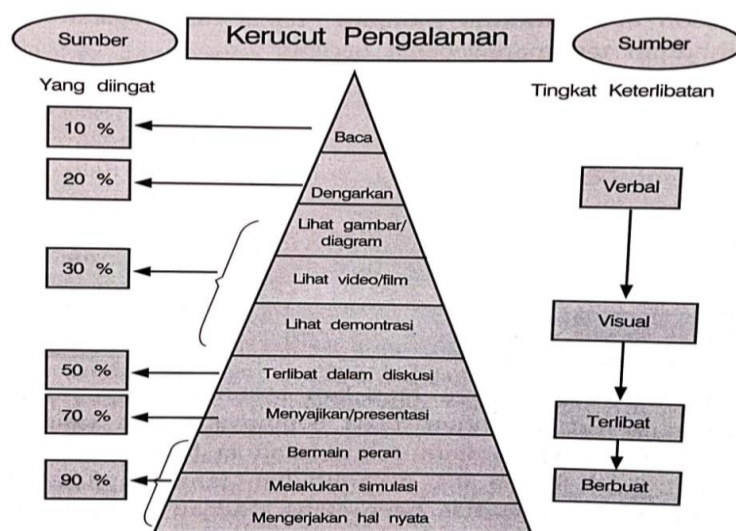 Sumber
Kerucut Pengalaman
Sumber
Yang diingat
Tingkat Keterlibatan
10 %
Baca
20 %
Dengarkan
Verbal
Lihat gambar/
diagram
30 %
Lihat video/film
Lihat demontrasi
Visual
50 %
Terlibat dalam diskusi
70 %
Menyajikan/presentasi
Terlibat
Bermain peran
90 %
Melakukan simulasi
Berbuat
Mengerjakan hal nyata